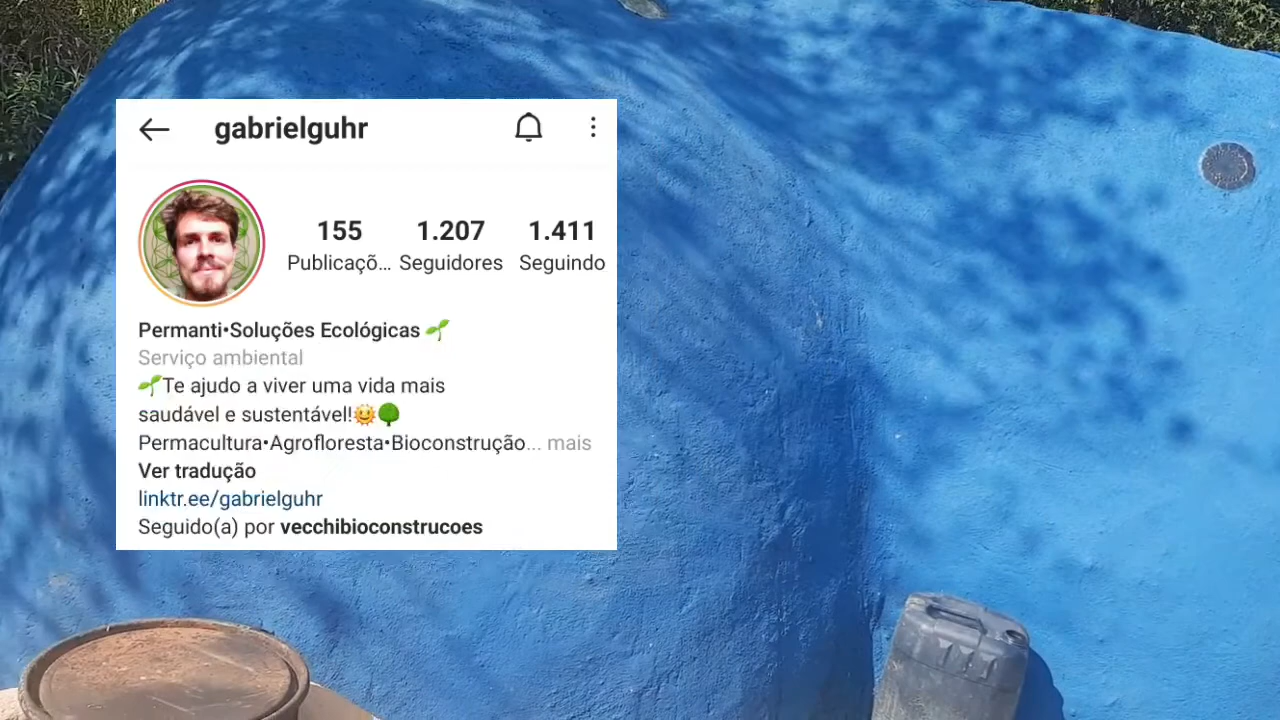 gabrielguhr
155 1.207 1.411
Publicaçõ... Seguidores Seguindo
Permanti•Soluções Ecológicas 🌱
Serviço ambiental
🌱Te ajudo a viver uma vida mais
saudável e sustentável!🌞🌳
Permacultura•Agrofloresta•Bioconstrução... mais
Ver tradução
linktr.ee/gabrielguhr
Seguido(a) por vecchibioconstrucoes